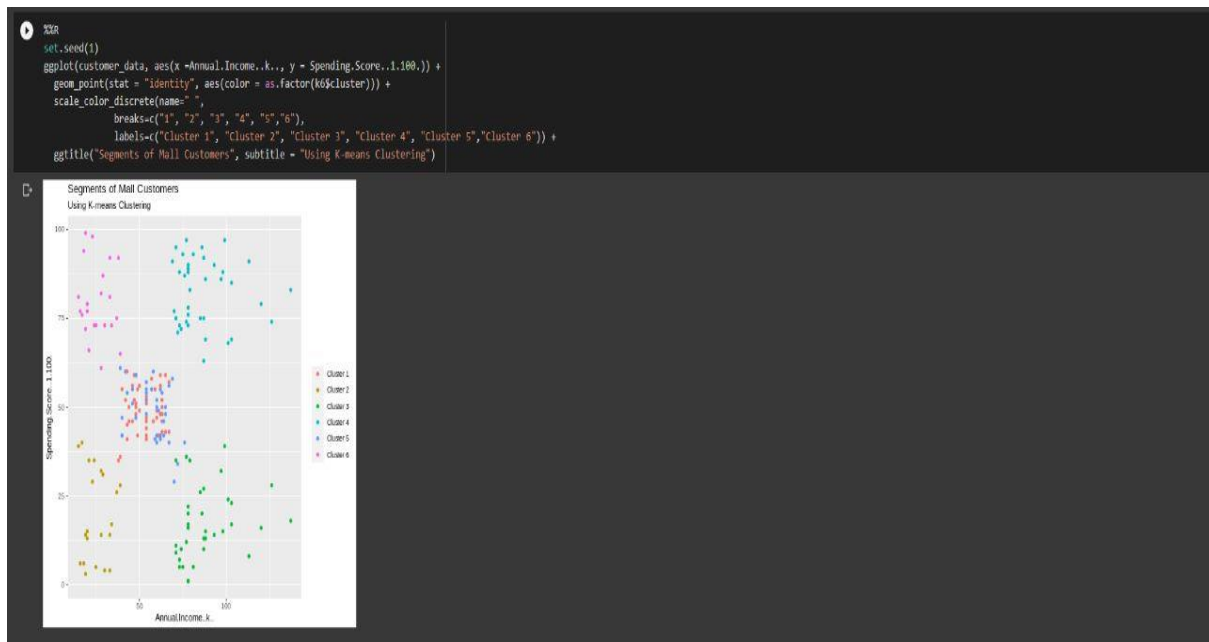 %%R
set.seed(1)
ggplot(customer_data, aes(x =Annual.Income..k.., y = Spending.Score..1.100.)) +
geom_point(stat = "identity", aes(color = as.factor(k6$cluster))) +
scale_color_discrete(name=" ",
breaks=c("1", "2", "3", "4", "5","6"),
labels=c("Cluster 1", "Cluster 2", "Cluster 3", "Cluster 4", "Cluster 5","Cluster 6")) +
ggtitle("Segments of Mall Customers", subtitle = "Using K-means Clustering")
Segments of Mall Customers
Using K-means Clustering
100
75
50
25
0
Spending.Score..1.100.
50
100
Annual.Income..k..
Cluster 1
Cluster 2
Cluster 3
Cluster 4
Cluster 5
Cluster 6